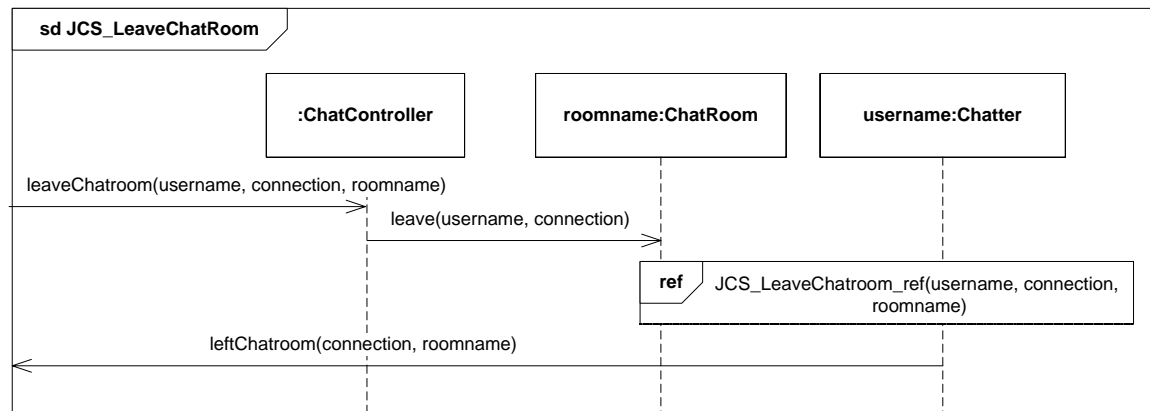 sd JCS_LeaveChatRoom
:ChatController
roomname:ChatRoom
username:Chatter
leaveChatroom(username, connection, roomname)
leave(username, connection)
ref
JCS_LeaveChatroom_ref(username, connection,
roomname)
leftChatroom(connection, roomname)